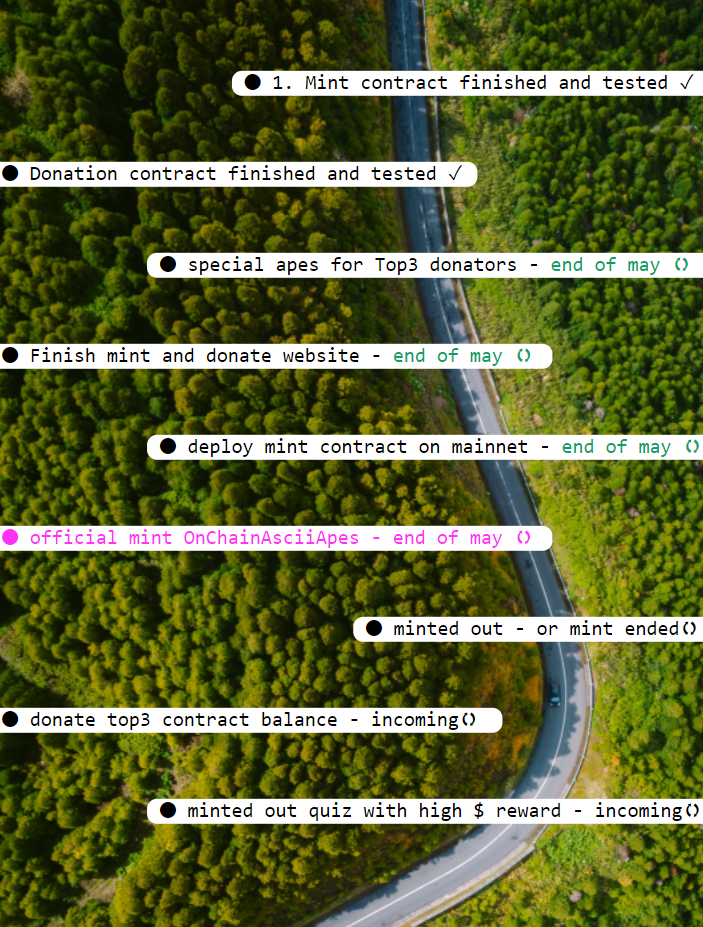 ● 1. Mint contract finished and tested ✓
● Donation contract finished and tested ✓
● special apes for Top3 donators - end of may ⟨⟩
● Finish mint and donate website - end of may ⟨⟩
● deploy mint contract on mainnet - end of may ⟨⟩
● official mint OnChainAsciiApes - end of may ⟨⟩
● minted out - or mint ended⟨⟩
● donate top3 contract balance - incoming⟨⟩
● minted out quiz with high $ reward - incoming⟨⟩